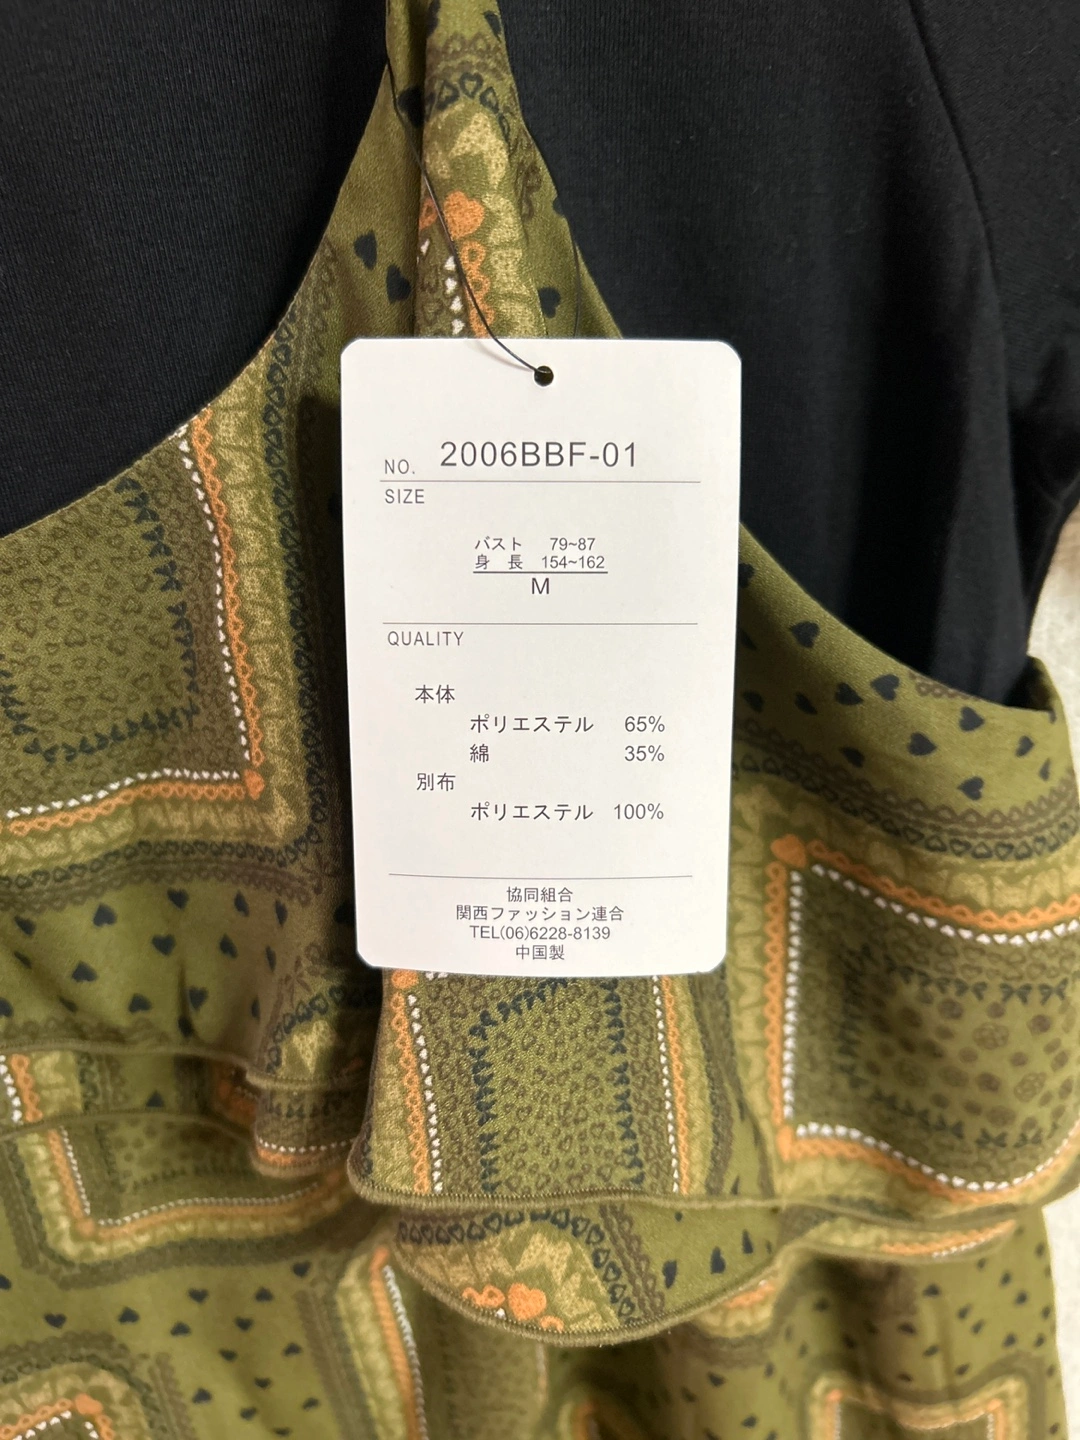 NO. 2006BBF-01
SIZE
バスト 79~87
身 長 154~162
M
QUALITY
本体
ポリエステル 65%
綿 35%
別布
ポリエステル 100%
協同組合
関西ファッション連合
TEL(06)6228-8139
中国製